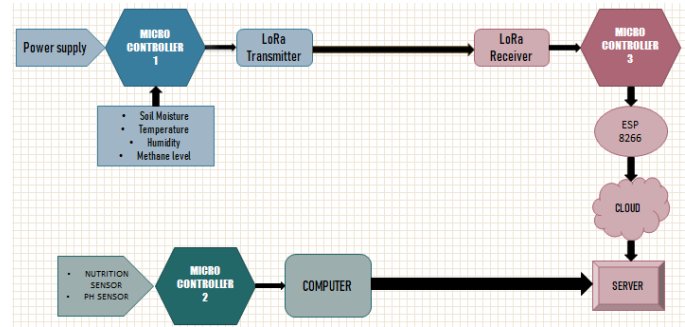 Power supply
MICRO
CONTROLLER
1
LoRa
Transmitter
LoRa
Receiver
MICRO
CONTROLLER
3
• Soil Moisture
• Temperature
• Humidity
• Methane level
ESP
8266
CLOUD
• NUTRITION
SENSOR
• PH SENSOR
MICRO
CONTROLLER
2
COMPUTER
SERVER